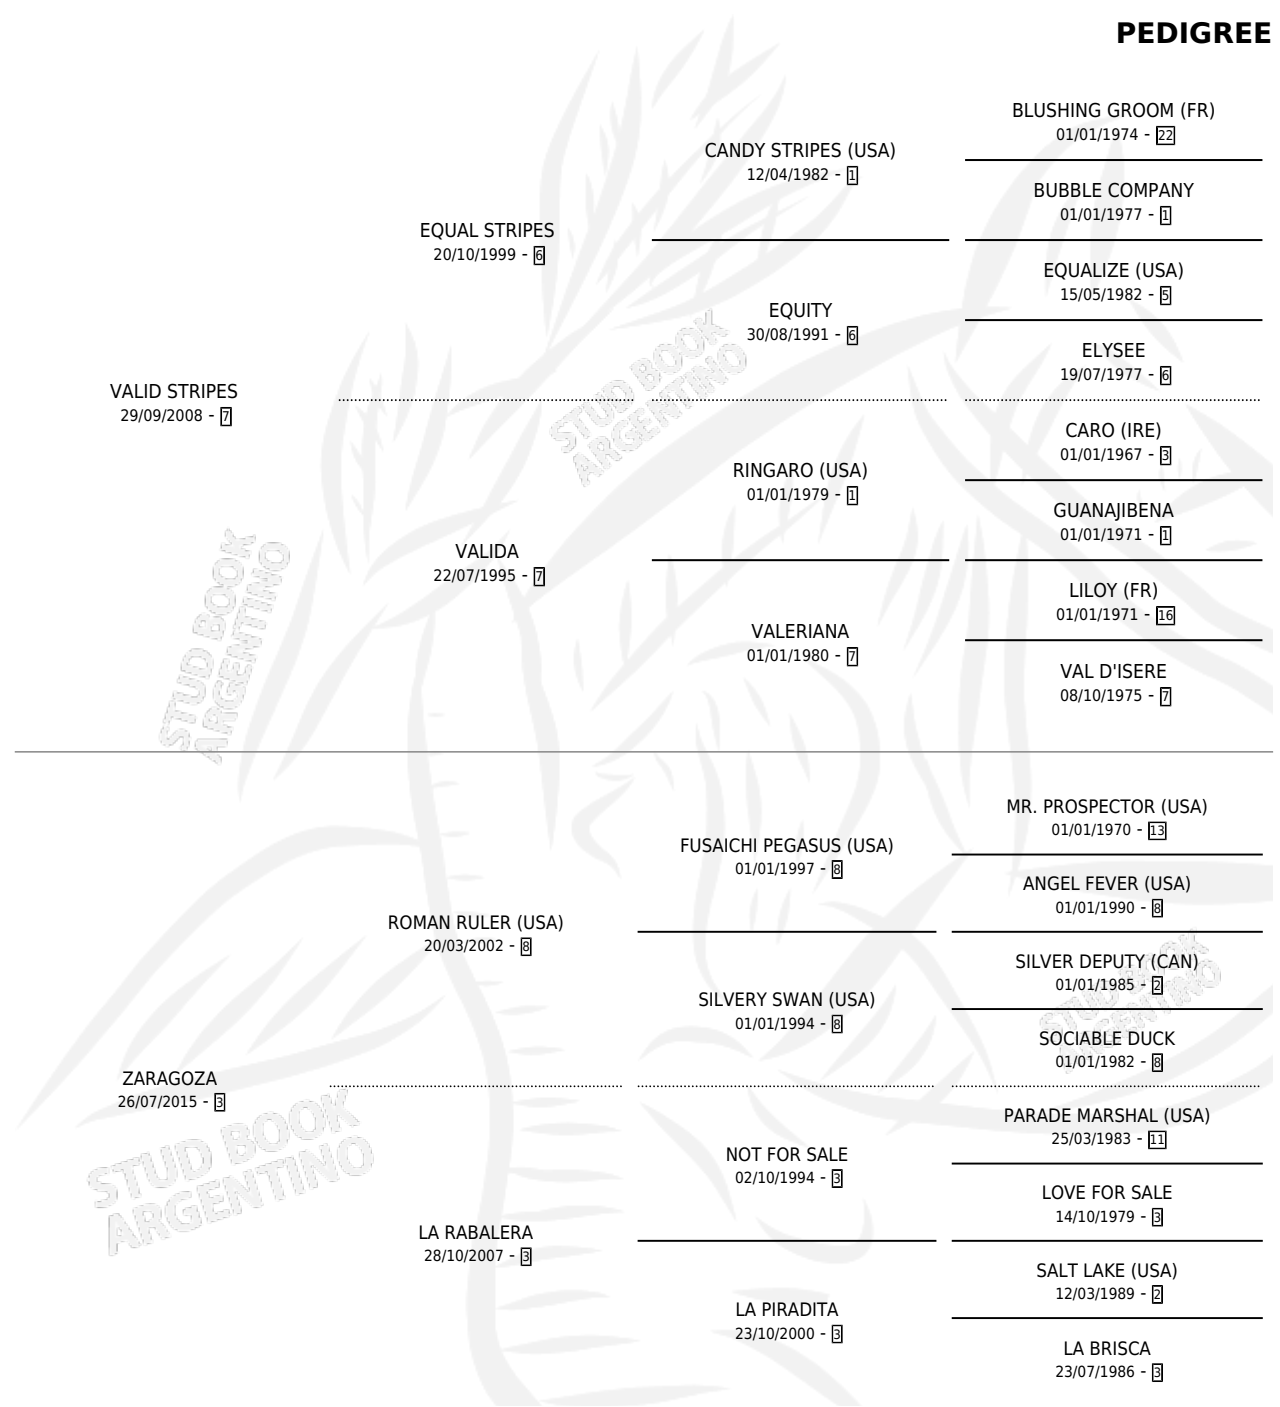 PEDIGREE
BLUSHING GROOM (FR)
01/01/1974 - 22
CANDY STRIPES (USA)
12/04/1982 - 1
BUBBLE COMPANY
01/01/1977 - 1
EQUAL STRIPES
20/10/1999 - 6
EQUALIZE (USA)
15/05/1982 - 5
EQUITY
30/08/1991 - 6
ELYSEE
19/07/1977 - 6
VALID STRIPES
29/09/2008 - 7
CARO (IRE)
01/01/1967 - 3
RINGARO (USA)
01/01/1979 - 1
GUANAJIBENA
01/01/1971 - 1
VALIDA
22/07/1995 - 7
LILOY (FR)
01/01/1971 - 16
VALERIANA
01/01/1980 - 7
VAL D'ISERE
08/10/1975 - 7
MR. PROSPECTOR (USA)
01/01/1970 - 13
FUSAICHI PEGASUS (USA)
01/01/1997 - 8
ANGEL FEVER (USA)
01/01/1990 - 8
ROMAN RULER (USA)
20/03/2002 - 8
SILVER DEPUTY (CAN)
01/01/1985 - 2
SILVERY SWAN (USA)
01/01/1994 - 8
SOCIABLE DUCK
01/01/1982 - 8
ZARAGOZA
26/07/2015 - 3
PARADE MARSHAL (USA)
25/03/1983 - 11
NOT FOR SALE
02/10/1994 - 3
LOVE FOR SALE
14/10/1979 - 3
LA RABALERA
28/10/2007 - 3
SALT LAKE (USA)
12/03/1989 - 2
LA PIRADITA
23/10/2000 - 3
LA BRISCA
23/07/1986 - 3
STUD BOOK
ARGENTINO
STUD BOOK
ARGENTINO
STUD BOOK
ARGENTINO
STUD BOOK
ARGENTINO